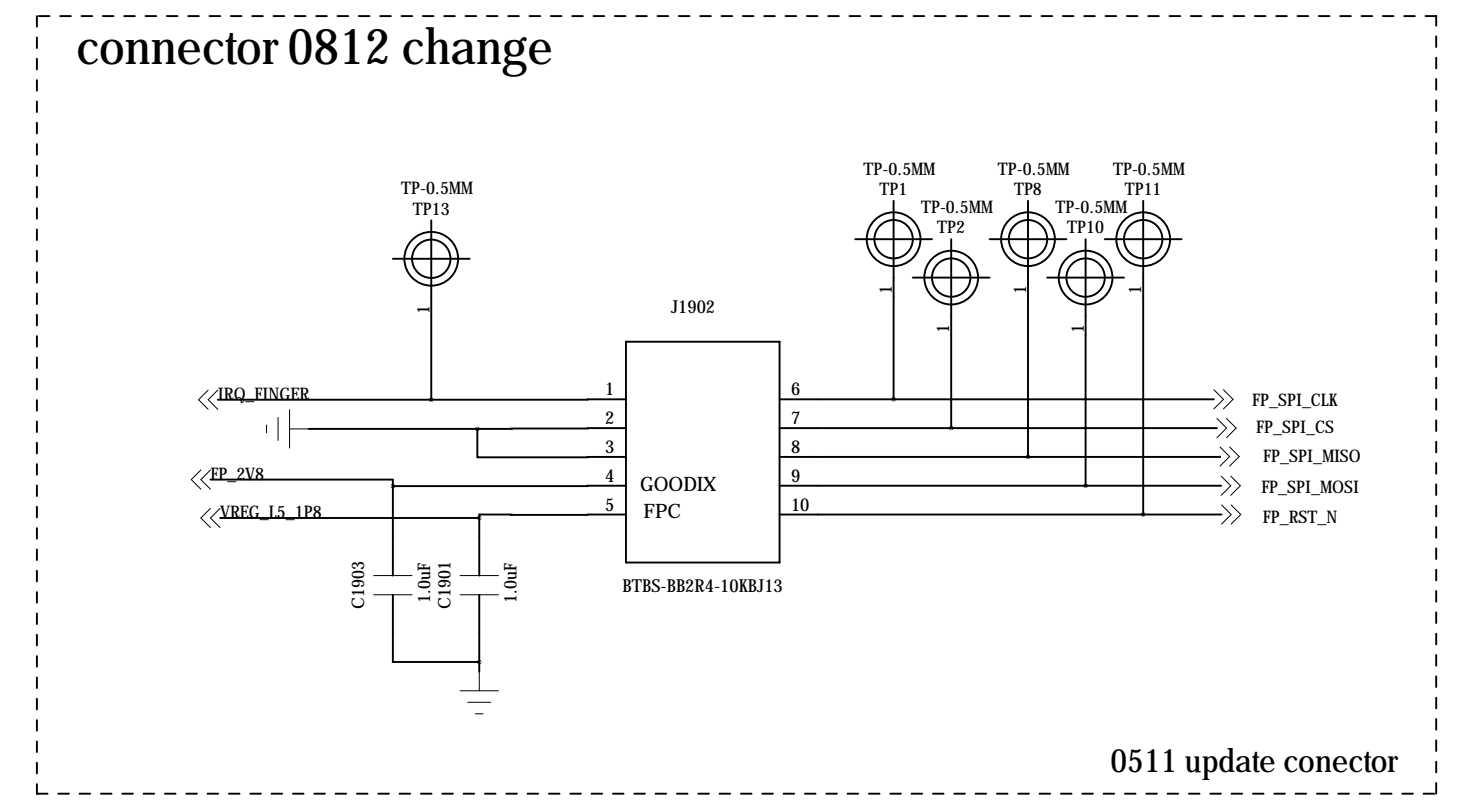 connector 0812 change
TP-0.5MM
TP13
1
TP-0.5MM
TP1
1
TP-0.5MM
TP2
1
TP-0.5MM
TP8
1
TP-0.5MM
TP10
1
TP-0.5MM
TP11
1
J1902
IRQ_FINGER
1
2
3
FP_2V8
4
VREG_L5_1P8
5
GOODIX
FPC
6
FP_SPI_CLK
7
FP_SPI_CS
8
FP_SPI_MISO
9
FP_SPI_MOSI
10
FP_RST_N
BTBS-BB2R4-10KBJ13
C1903
1.0uF
C1901
1.0uF
0511 update conector